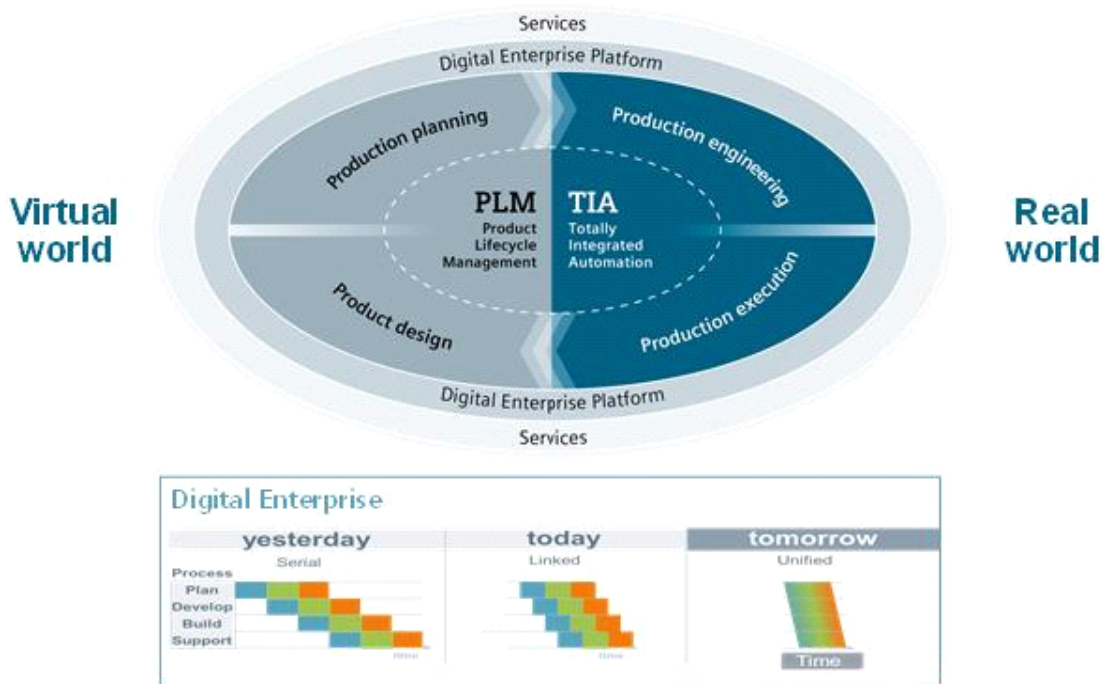 Services
Digital Enterprise Platform
Production planning
Production engineering
Virtual
world
PLM
Product
Lifecycle
Management
TIA
Totally
Integrated
Automation
Real
world
Product design
Production execution
Digital Enterprise Platform
Services
Digital Enterprise
yesterday
today
tomorrow
Serial
Linked
Unified
Process
Plan
Develop
Build
Support
time
time
Time